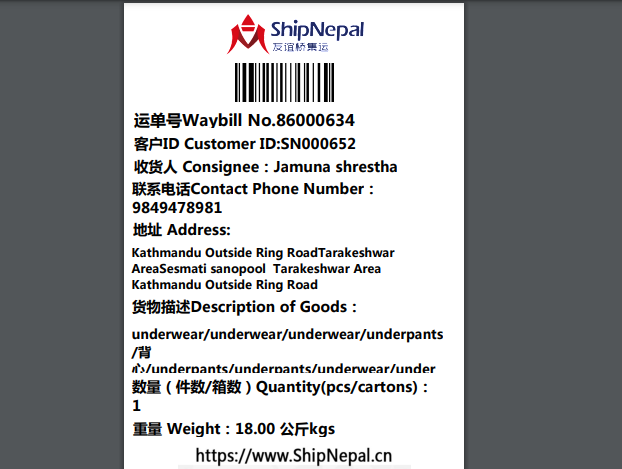 ShipNepal
友谊桥集运
运单号Waybill No.86000634
客户ID Customer ID:SN000652
收货人 Consignee：Jamuna shrestha
联系电话Contact Phone Number：
9849478981
地址 Address:
Kathmandu Outside Ring RoadTarakeshwar
AreaSesmati sanopool  Tarakeshwar Area
Kathmandu Outside Ring Road
货物描述Description of Goods：
underwear/underwear/underwear/underpants
/背
心/underpants/underpants/underwear/under
数量（件数/箱数）Quantity(pcs/cartons)：
1
重量 Weight：18.00 公斤kgs
https://www.ShipNepal.cn